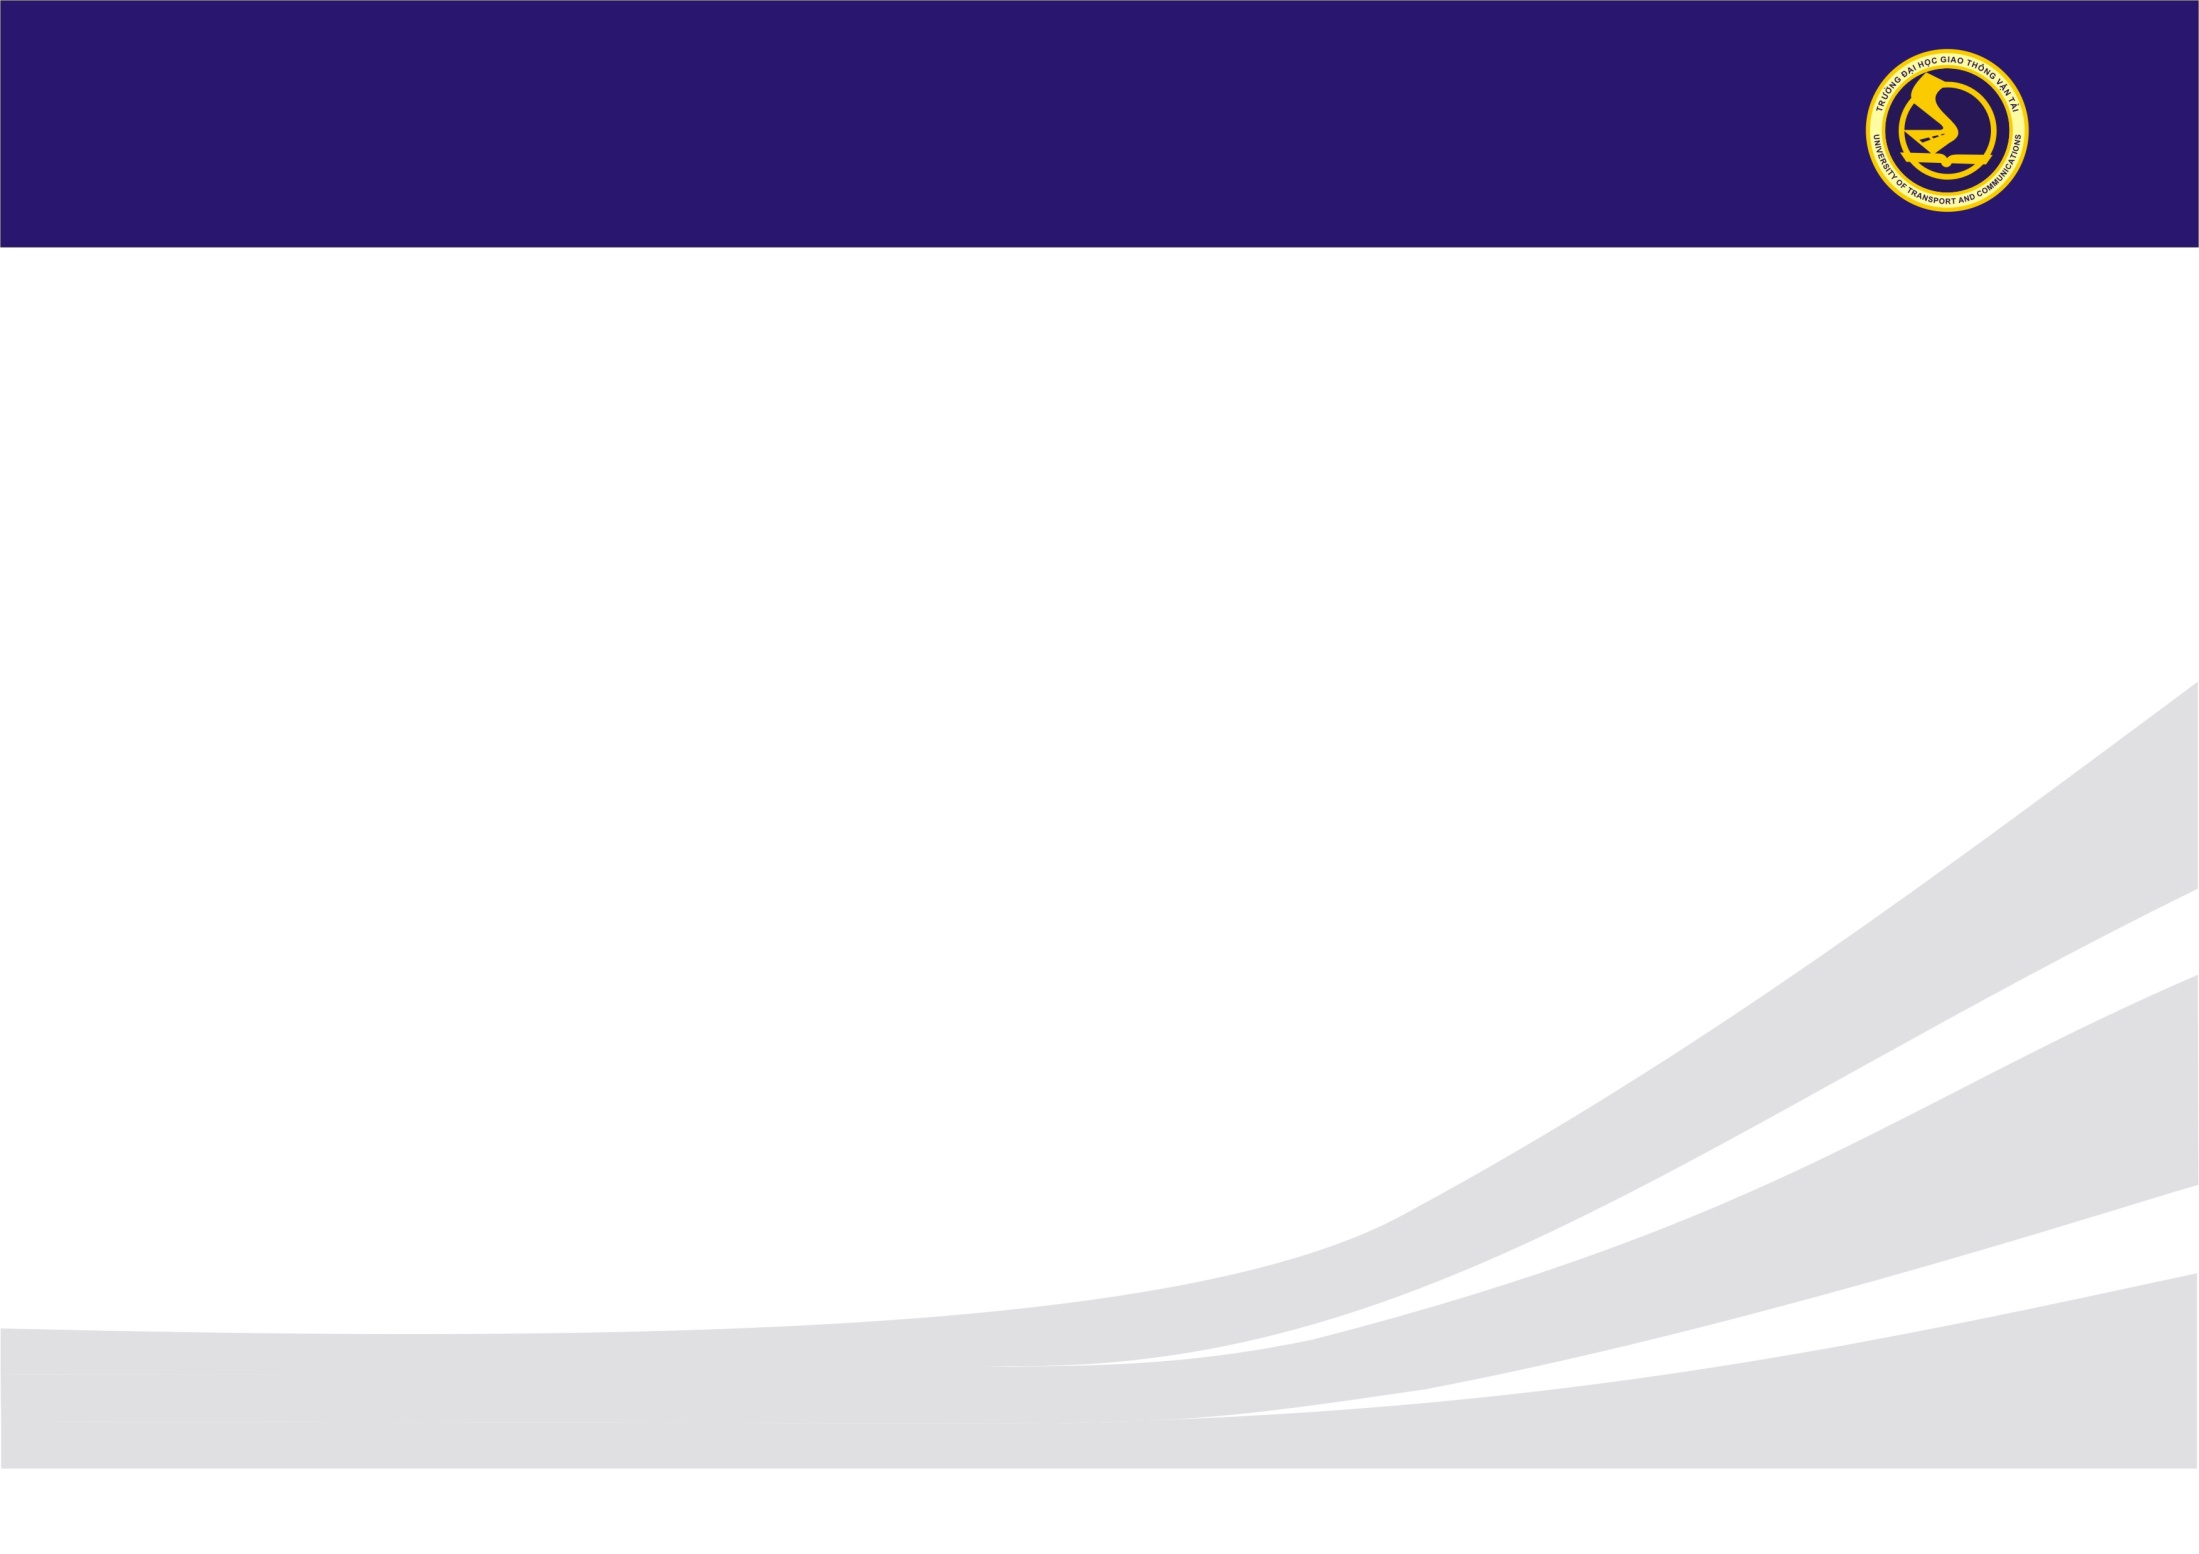 TRƯỜNG ĐẠI HỌC GIAO THÔNG VẬN TẢI
UNIVERSITY OF TRANSPORT AND COMMUNICATIONS